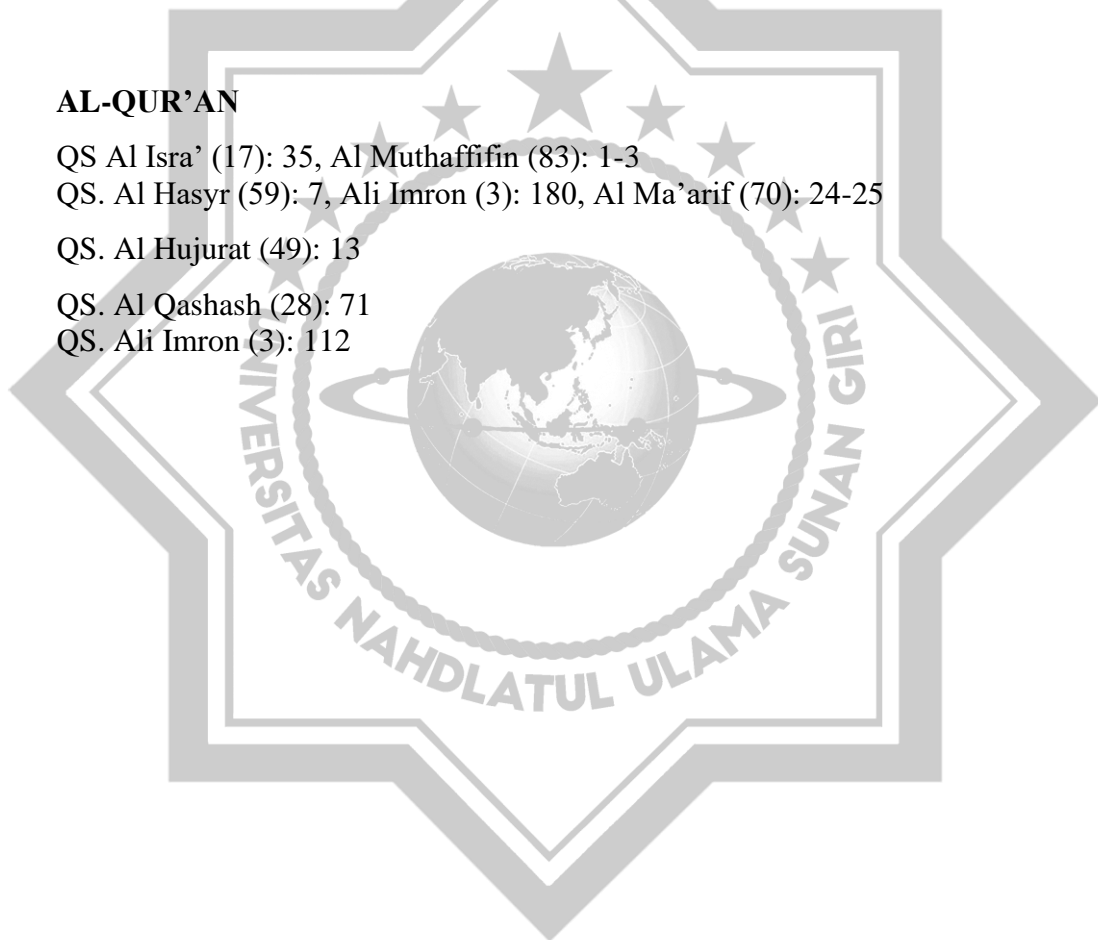 AL-QUR’AN
QS Al Isra’ (17): 35, Al Muthaffifin (83): 1-3
QS. Al Hasyr (59): 7, Ali Imron (3): 180, Al Ma’arif (70): 24-25
QS. Al Hujurat (49): 13
QS. Al Qashash (28): 71
QS. Ali Imron (3): 112
UNIVERSITAS NAHDLATUL ULAMA SUNAN GIRI